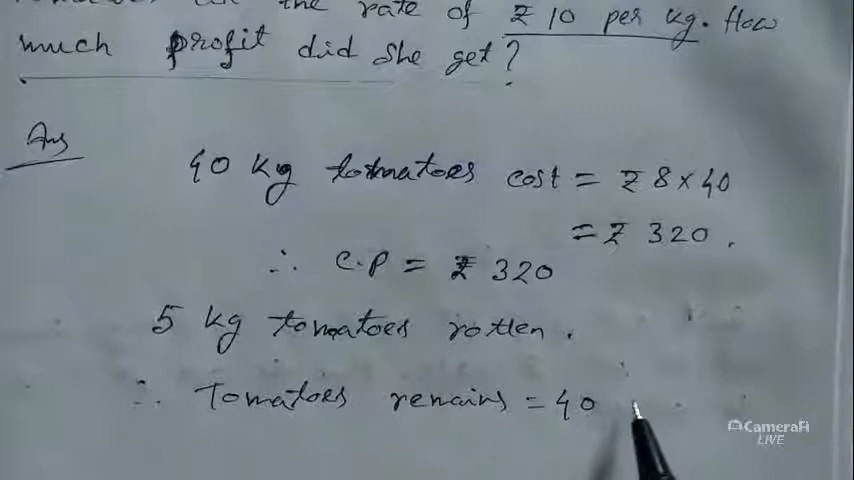 the rate of ₹ 10 per kg. How
much profit did she get?
Ans
40 kg tomatoes cost = ₹ 8 × 40
= ₹ 320.
∴ C.P = ₹ 320
5 kg tomatoes rotten.
∴ Tomatoes remains = 40
CameraFi
LIVE